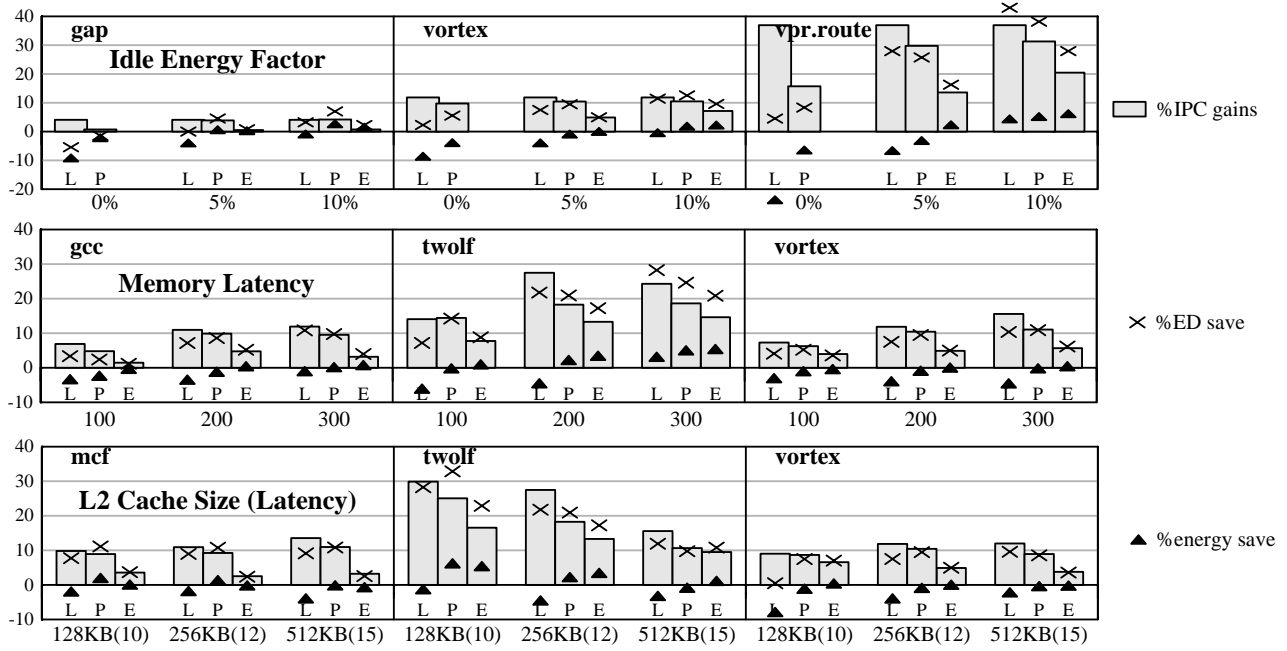 40
30
20
10
0
-10
-20
gap
vortex
vpr.route
Idle Energy Factor
L P L P E L P E L P L P E L P E L P L P E L P E
0% 5% 10% 0% 5% 10% 0% 5% 10%
%IPC gains
40
30
20
10
0
-10
gcc
twolf
vortex
Memory Latency
L P E L P E L P E L P E L P E L P E L P E L P E L P E
100 200 300 100 200 300 100 200 300
%ED save
40
30
20
10
0
-10
mcf
twolf
vortex
L2 Cache Size (Latency)
L P E L P E L P E L P E L P E L P E L P E L P E L P E
128KB(10) 256KB(12) 512KB(15) 128KB(10) 256KB(12) 512KB(15) 128KB(10) 256KB(12) 512KB(15)
%energy save